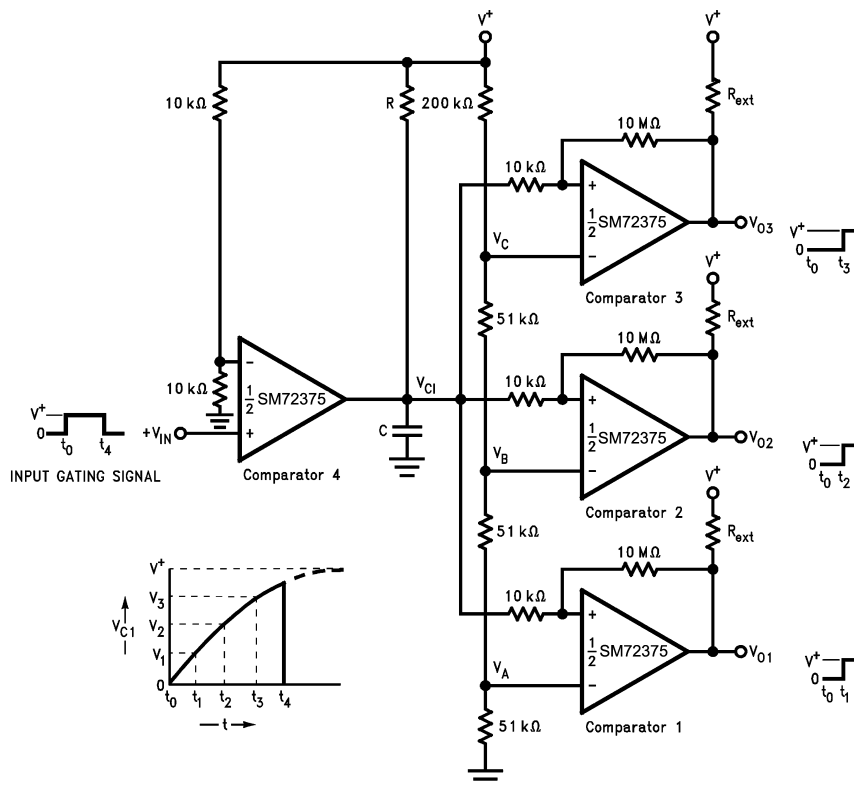 V+
V+
10 kΩ
R
200 kΩ
Rext
10 MΩ
10 kΩ
+
1/2 SM72375
−
VO3
V+
0
t0 t3
VC
Comparator 3
V+
51 kΩ
Rext
10 MΩ
10 kΩ
−
10 kΩ
1/2 SM72375
+
VC1
+
1/2 SM72375
−
VO2
V+
0
t0 t2
V+
0
t0 t4
+VIN
C
INPUT GATING SIGNAL
Comparator 4
VB
Comparator 2
V+
51 kΩ
Rext
10 MΩ
10 kΩ
+
1/2 SM72375
−
VO1
V+
0
t0 t1
VA
51 kΩ
Comparator 1
V+
V3
V2
V1
0
VC1
t0 t1 t2 t3 t4
t